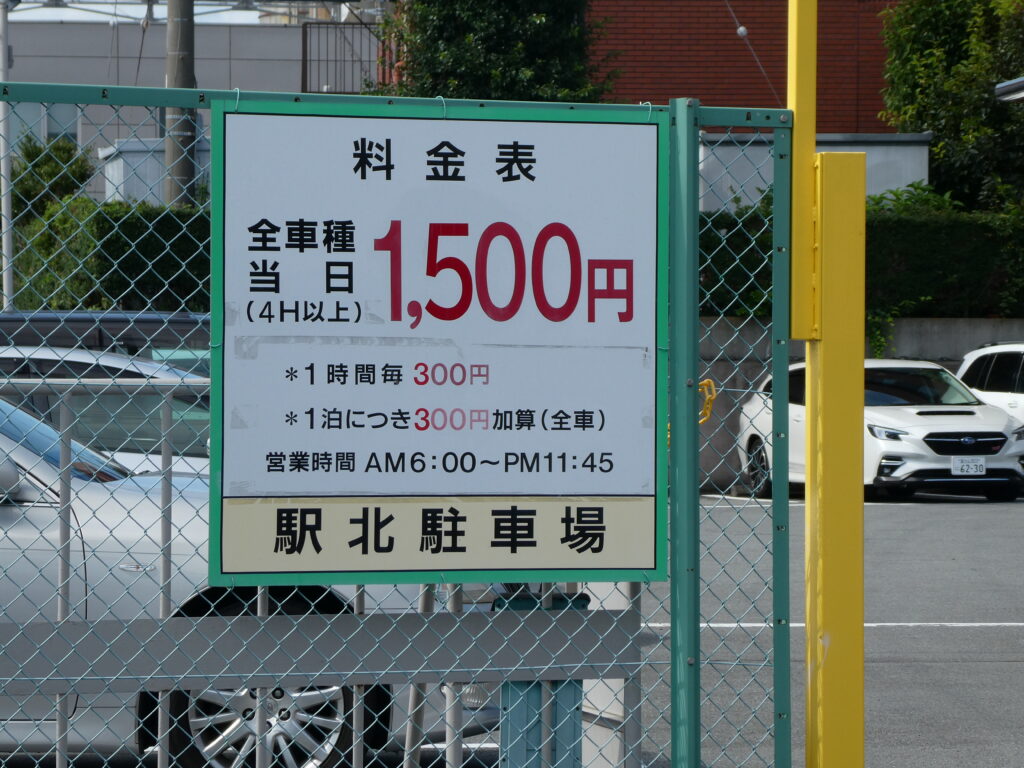 料金表
全車種
当日 1,500円
(4H以上)
*1時間毎 300円
*1泊につき300円加算(全車)
営業時間 AM6:00～PM11:45
駅北駐車場
62-30